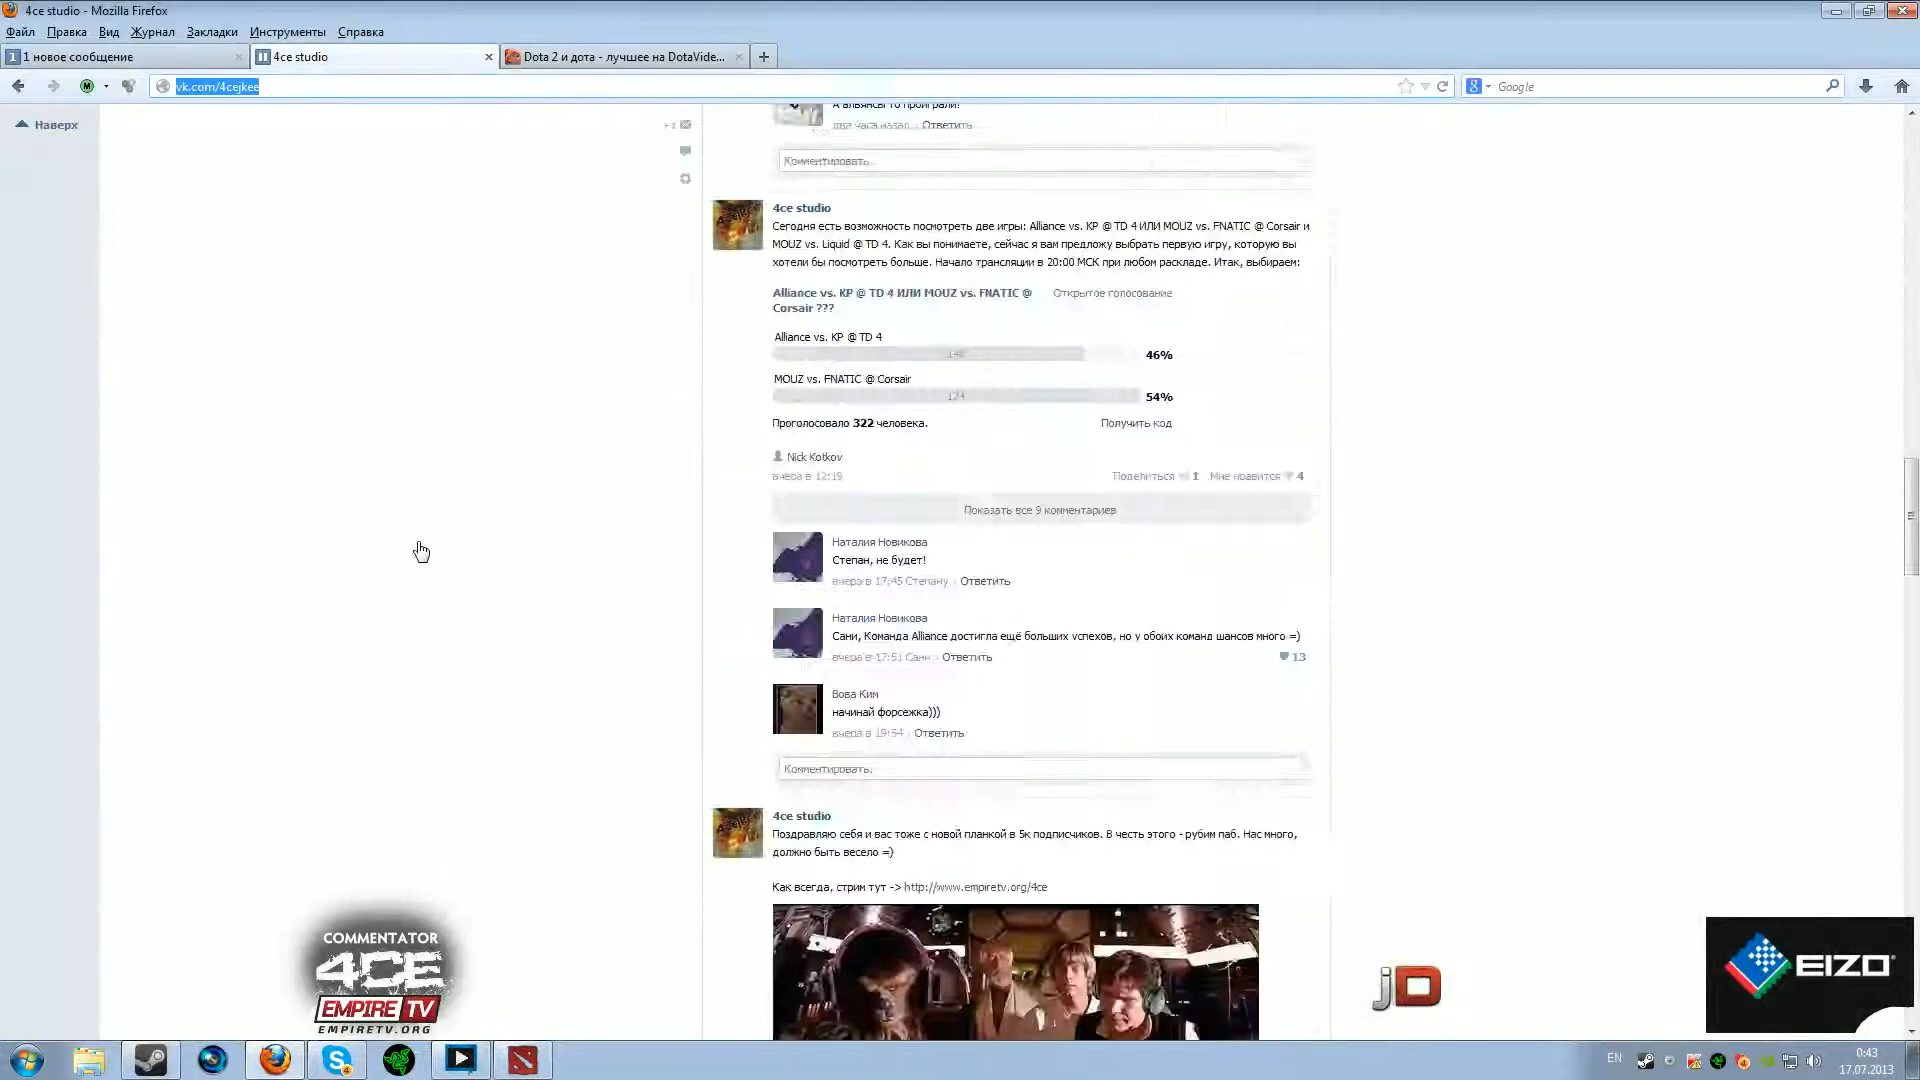 4ce studio - Mozilla Firefox
Файл Правка Вид Журнал Закладки Инструменты Справка
1 новое сообщение
4ce studio
Dota 2 и дота - лучшее на DotaVide...
vk.com/4cejkee
Google
Наверх
+1
А альянсы то проиграли!
два часа назад Ответить
Комментировать..
4ce studio
Сегодня есть возможность посмотреть две игры: Alliance vs. KP @ TD 4 ИЛИ MOUZ vs. FNATIC @ Corsair и
MOUZ vs. Liquid @ TD 4. Как вы понимаете, сейчас я вам предложу выбрать первую игру, которую вы
хотели бы посмотреть больше. Начало трансляции в 20:00 МСК при любом раскладе. Итак, выбираем:
Alliance vs. KP @ TD 4 ИЛИ MOUZ vs. FNATIC @ Открытое голосование
Corsair ???
Alliance vs. KP @ TD 4
46%
MOUZ vs. FNATIC @ Corsair
54%
Проголосовало 322 человека. Получить код
Nick Kotkov
вчера в 12:19 Поделиться 1 Мне нравится 4
Показать все 9 комментариев
Наталия Новикова
Степан, не будет!
вчера в 17:45 Степану Ответить
Наталия Новикова
Сани, Команда Alliance достигла ещё больших успехов, но у обоих команд шансов много =)
вчера в 17:51 Сани Ответить 13
Вова Ким
начинай форсежка)))
вчера в 19:54 Ответить
Комментировать..
4ce studio
Поздравляю себя и вас тоже с новой планкой в 5к подписчиков. В честь этого - рубим паб. Нас много,
должно быть весело =)
Как всегда, стрим тут -> http://www.empiretv.org/4ce
COMMENTATOR
4CE
EMPIRE TV
EMPIRETV.ORG
jD
EIZO
EN
0:43
17.07.2013